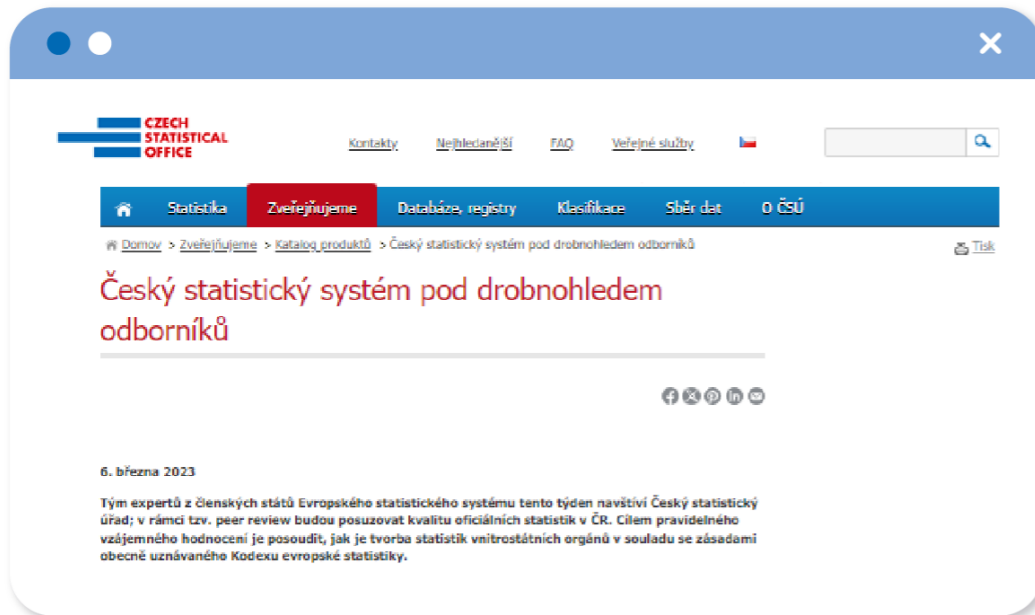 CZECH
STATISTICAL
OFFICE
Kontakty Nejhledanější FAQ Veřejné služby
Statistika Zveřejňujeme Databáze, registry Klasifikace Sběr dat O ČSÚ
Domov > Zveřejňujeme > Katalog produktů > Český statistický systém pod drobnohledem odborníků
Tisk
Český statistický systém pod drobnohledem
odborníků
6. března 2023
Tým expertů z členských států Evropského statistického systému tento týden navštíví Český statistický
úřad; v rámci tzv. peer review budou posuzovat kvalitu oficiálních statistik v ČR. Cílem pravidelného
vzájemného hodnocení je posoudit, jak je tvorba statistik vnitrostátních orgánů v souladu se zásadami
obecně uznávaného Kodexu evropské statistiky.